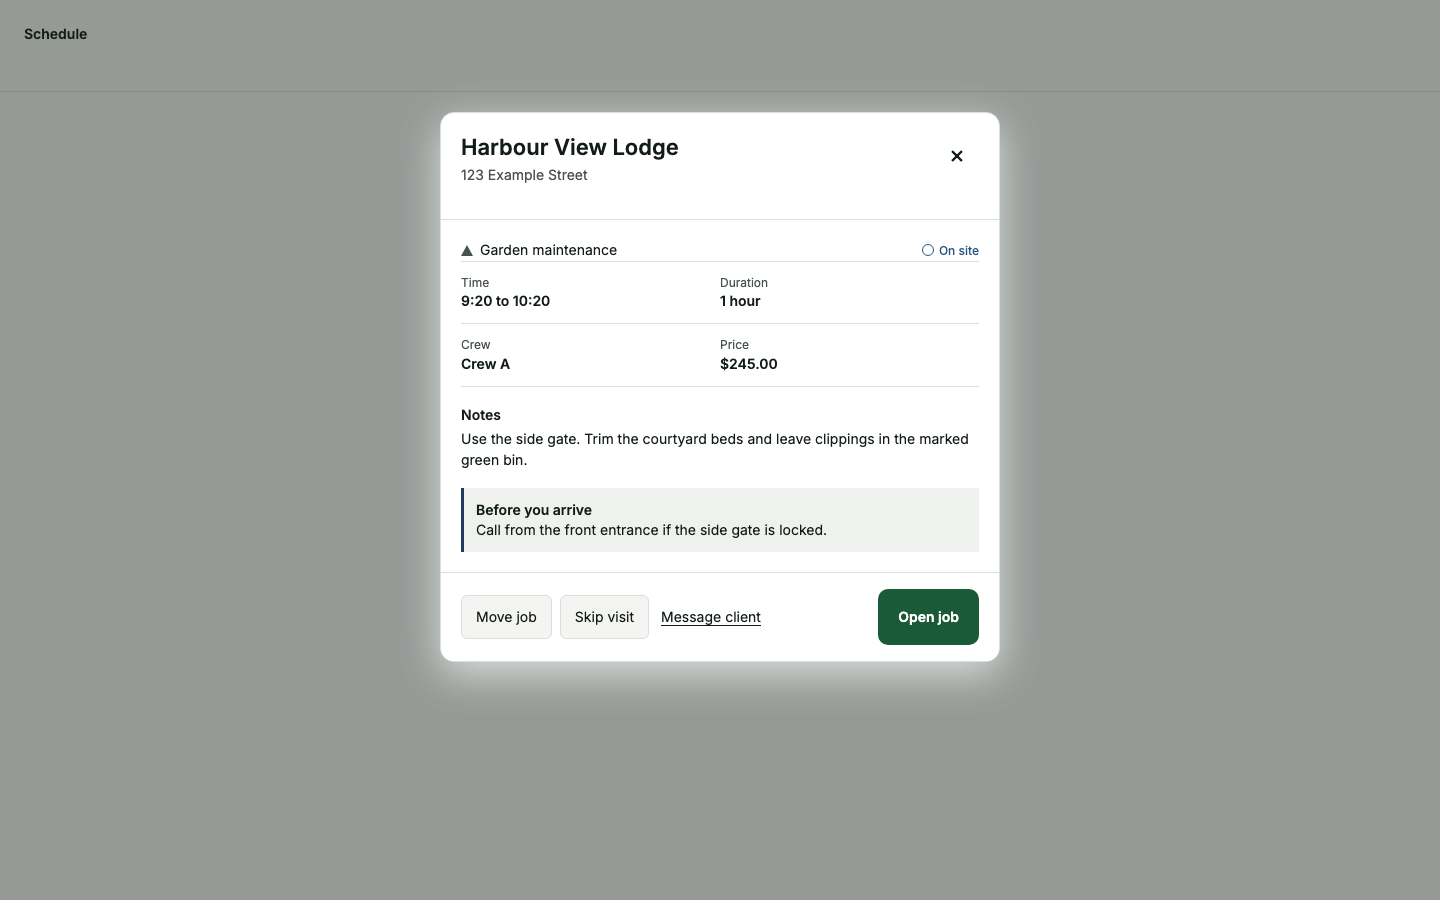 Schedule
Harbour View Lodge
123 Example Street
Garden maintenance
On site
Time
Duration
9:20 to 10:20
1 hour
Crew
Price
Crew A
$245.00
Notes
Use the side gate. Trim the courtyard beds and leave clippings in the marked
green bin.
Before you arrive
Call from the front entrance if the side gate is locked.
Move job
Skip visit
Message client
Open job